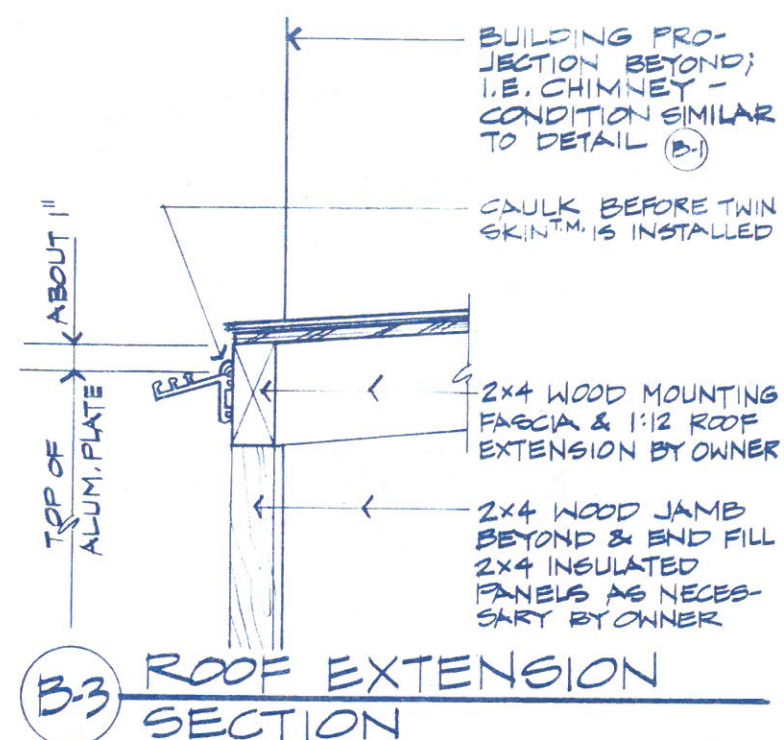 BUILDING PRO-
JECTION BEYOND;
I.E. CHIMNEY -
CONDITION SIMILAR
TO DETAIL B-1
CAULK BEFORE TWIN
SKIN T.M. IS INSTALLED
ABOUT 1"
TOP OF
ALUM. PLATE
2x4 WOOD MOUNTING
FASCIA & 1:12 ROOF
EXTENSION BY OWNER
2x4 WOOD JAMB
BEYOND & END FILL
2x4 INSULATED
PANELS AS NECES-
SARY BY OWNER
B-3 ROOF EXTENSION
SECTION